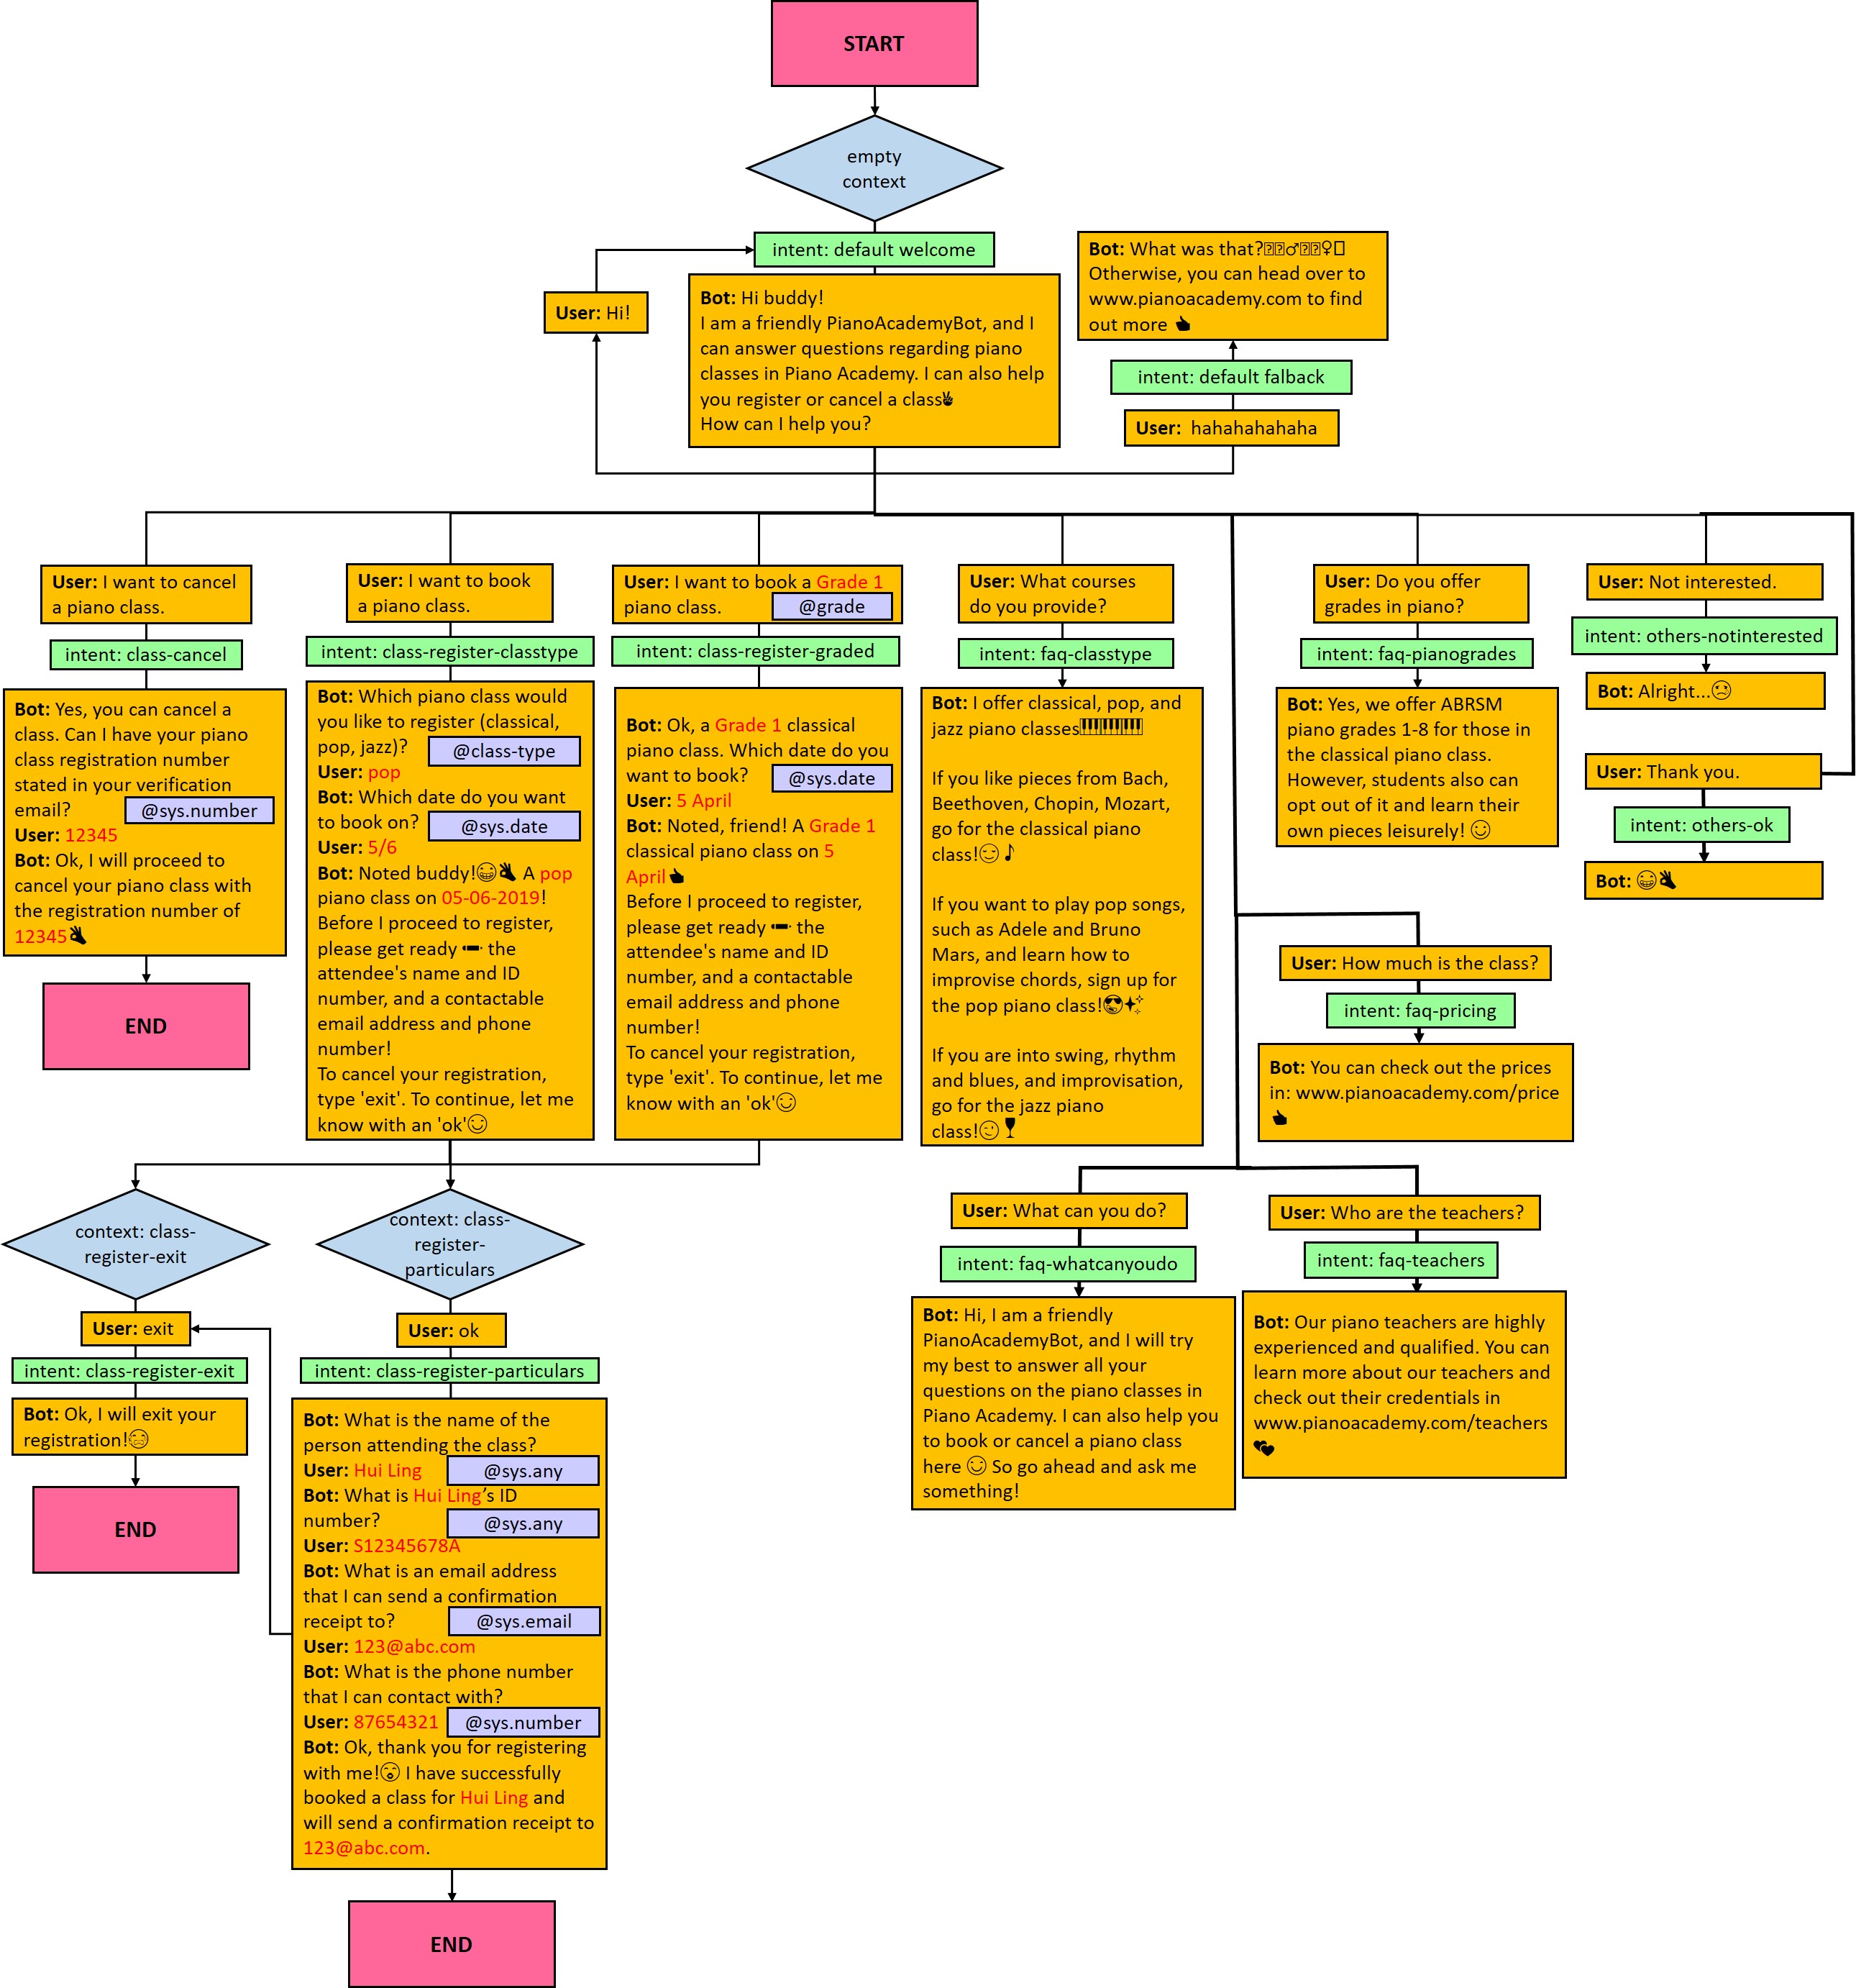 START
empty
context
intent: default welcome
User: Hi!
Bot: Hi buddy!
I am a friendly PianoAcademyBot, and I
can answer questions regarding piano
classes in Piano Academy. I can also help
you register or cancel a class✌
How can I help you?
Bot: What was that?
Otherwise, you can head over to
www.pianoacademy.com to find
out more 👍
intent: default falback
User: hahahahahaha
User: I want to cancel
a piano class.
intent: class-cancel
Bot: Yes, you can cancel a
class. Can I have your piano
class registration number
stated in your verification
email?
@sys.number
User: 12345
Bot: Ok, I will proceed to
cancel your piano class with
the registration number of
12345👌
END
User: I want to book
a piano class.
intent: class-register-classtype
Bot: Which piano class would
you like to register (classical,
pop, jazz)?
@class-type
User: pop
Bot: Which date do you want
to book on?
@sys.date
User: 5/6
Bot: Noted buddy!😁👌 A pop
piano class on 05-06-2019!
Before I proceed to register,
please get ready ✏ the
attendee's name and ID
number, and a contactable
email address and phone
number!
To cancel your registration,
type 'exit'. To continue, let me
know with an 'ok'☺
User: I want to book a Grade 1
piano class.
@grade
intent: class-register-graded
Bot: Ok, a Grade 1 classical
piano class. Which date do you
want to book?
@sys.date
User: 5 April
Bot: Noted, friend! A Grade 1
classical piano class on 5
April👍
Before I proceed to register,
please get ready ✏ the
attendee's name and ID
number, and a contactable
email address and phone
number!
To cancel your registration,
type 'exit'. To continue, let me
know with an 'ok'☺
User: What courses
do you provide?
intent: faq-classtype
Bot: I offer classical, pop, and
jazz piano classes🎹🎹🎹
If you like pieces from Bach,
Beethoven, Chopin, Mozart,
go for the classical piano
class!😏🎵
If you want to play pop songs,
such as Adele and Bruno
Mars, and learn how to
improvise chords, sign up for
the pop piano class!😎✨
If you are into swing, rhythm
and blues, and improvisation,
go for the jazz piano
class!😉🍷
User: Do you offer
grades in piano?
intent: faq-pianogrades
Bot: Yes, we offer ABRSM
piano grades 1-8 for those in
the classical piano class.
However, students also can
opt out of it and learn their
own pieces leisurely! ☺
User: Not interested.
intent: others-notinterested
Bot: Alright...☹
User: Thank you.
intent: others-ok
Bot: 😁👌
User: How much is the class?
intent: faq-pricing
Bot: You can check out the prices
in: www.pianoacademy.com/price
👍
User: What can you do?
intent: faq-whatcanyoudo
Bot: Hi, I am a friendly
PianoAcademyBot, and I will try
my best to answer all your
questions on the piano classes in
Piano Academy. I can also help you
to book or cancel a piano class
here ☺ So go ahead and ask me
something!
User: Who are the teachers?
intent: faq-teachers
Bot: Our piano teachers are highly
experienced and qualified. You can
learn more about our teachers and
check out their credentials in
www.pianoacademy.com/teachers
💕
context: class-
register-exit
User: exit
intent: class-register-exit
Bot: Ok, I will exit your
registration!😢
END
context: class-
register-
particulars
User: ok
intent: class-register-particulars
Bot: What is the name of the
person attending the class?
User: Hui Ling
@sys.any
Bot: What is Hui Ling’s ID
number?
@sys.any
User: S12345678A
Bot: What is an email address
that I can send a confirmation
receipt to?
@sys.email
User: 123@abc.com
Bot: What is the phone number
that I can contact with?
User: 87654321
@sys.number
Bot: Ok, thank you for registering
with me!😘 I have successfully
booked a class for Hui Ling and
will send a confirmation receipt to
123@abc.com.
END